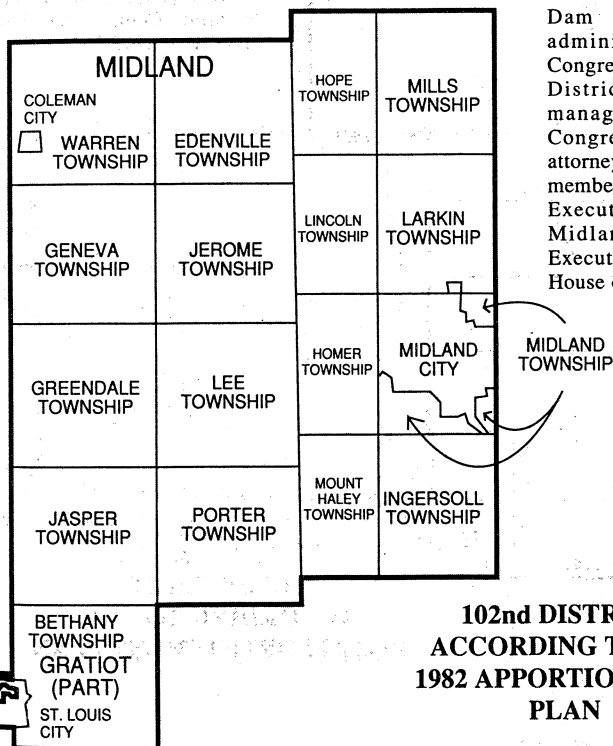 MIDLAND
COLEMAN
CITY
WARREN
TOWNSHIP
EDENVILLE
TOWNSHIP
HOPE
TOWNSHIP
MILLS
TOWNSHIP
GENEVA
TOWNSHIP
JEROME
TOWNSHIP
LINCOLN
TOWNSHIP
LARKIN
TOWNSHIP
GREENDALE
TOWNSHIP
LEE
TOWNSHIP
HOMER
TOWNSHIP
MIDLAND
CITY
MIDLAND
TOWNSHIP
JASPER
TOWNSHIP
PORTER
TOWNSHIP
MOUNT
HALEY
TOWNSHIP
INGERSOLL
TOWNSHIP
BETHANY
TOWNSHIP
GRATIOT
(PART)
ST. LOUIS
CITY
Dam
admini
Congre
Distric
manag
Congre
attorney
membe
Execut
Midlan
Execut
House
102nd DISTR
ACCORDING T
1982 APPORTIO
PLAN